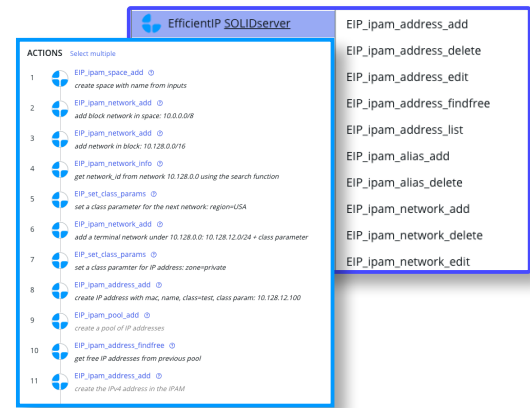 EfficientIP SOLIDserver
EIP_ipam_address_add
EIP_ipam_address_delete
EIP_ipam_address_edit
EIP_ipam_address_findfree
EIP_ipam_address_list
EIP_ipam_alias_add
EIP_ipam_alias_delete
EIP_ipam_network_add
EIP_ipam_network_delete
EIP_ipam_network_edit
ACTIONS Select multiple
1 EIP_ipam_space_add ?
create space with name from inputs
2 EIP_ipam_network_add ?
add block network in space: 10.0.0.0/8
3 EIP_ipam_network_add ?
add network in block: 10.128.0.0/16
4 EIP_ipam_network_info ?
get network_id from network 10.128.0.0 using the search function
5 EIP_set_class_params ?
set a class parameter for the next network: region=USA
6 EIP_ipam_network_add ?
add a terminal network under 10.128.0.0: 10.128.12.0/24 + class parameter
7 EIP_set_class_params ?
set a class paramter for IP address: zone=private
8 EIP_ipam_address_add ?
create IP address with mac, name, class=test, class param: 10.128.12.100
9 EIP_ipam_pool_add ?
create a pool of IP addresses
10 EIP_ipam_address_findfree ?
get free IP addresses from previous pool
11 EIP_ipam_address_add ?
create the IPv4 address in the IPAM